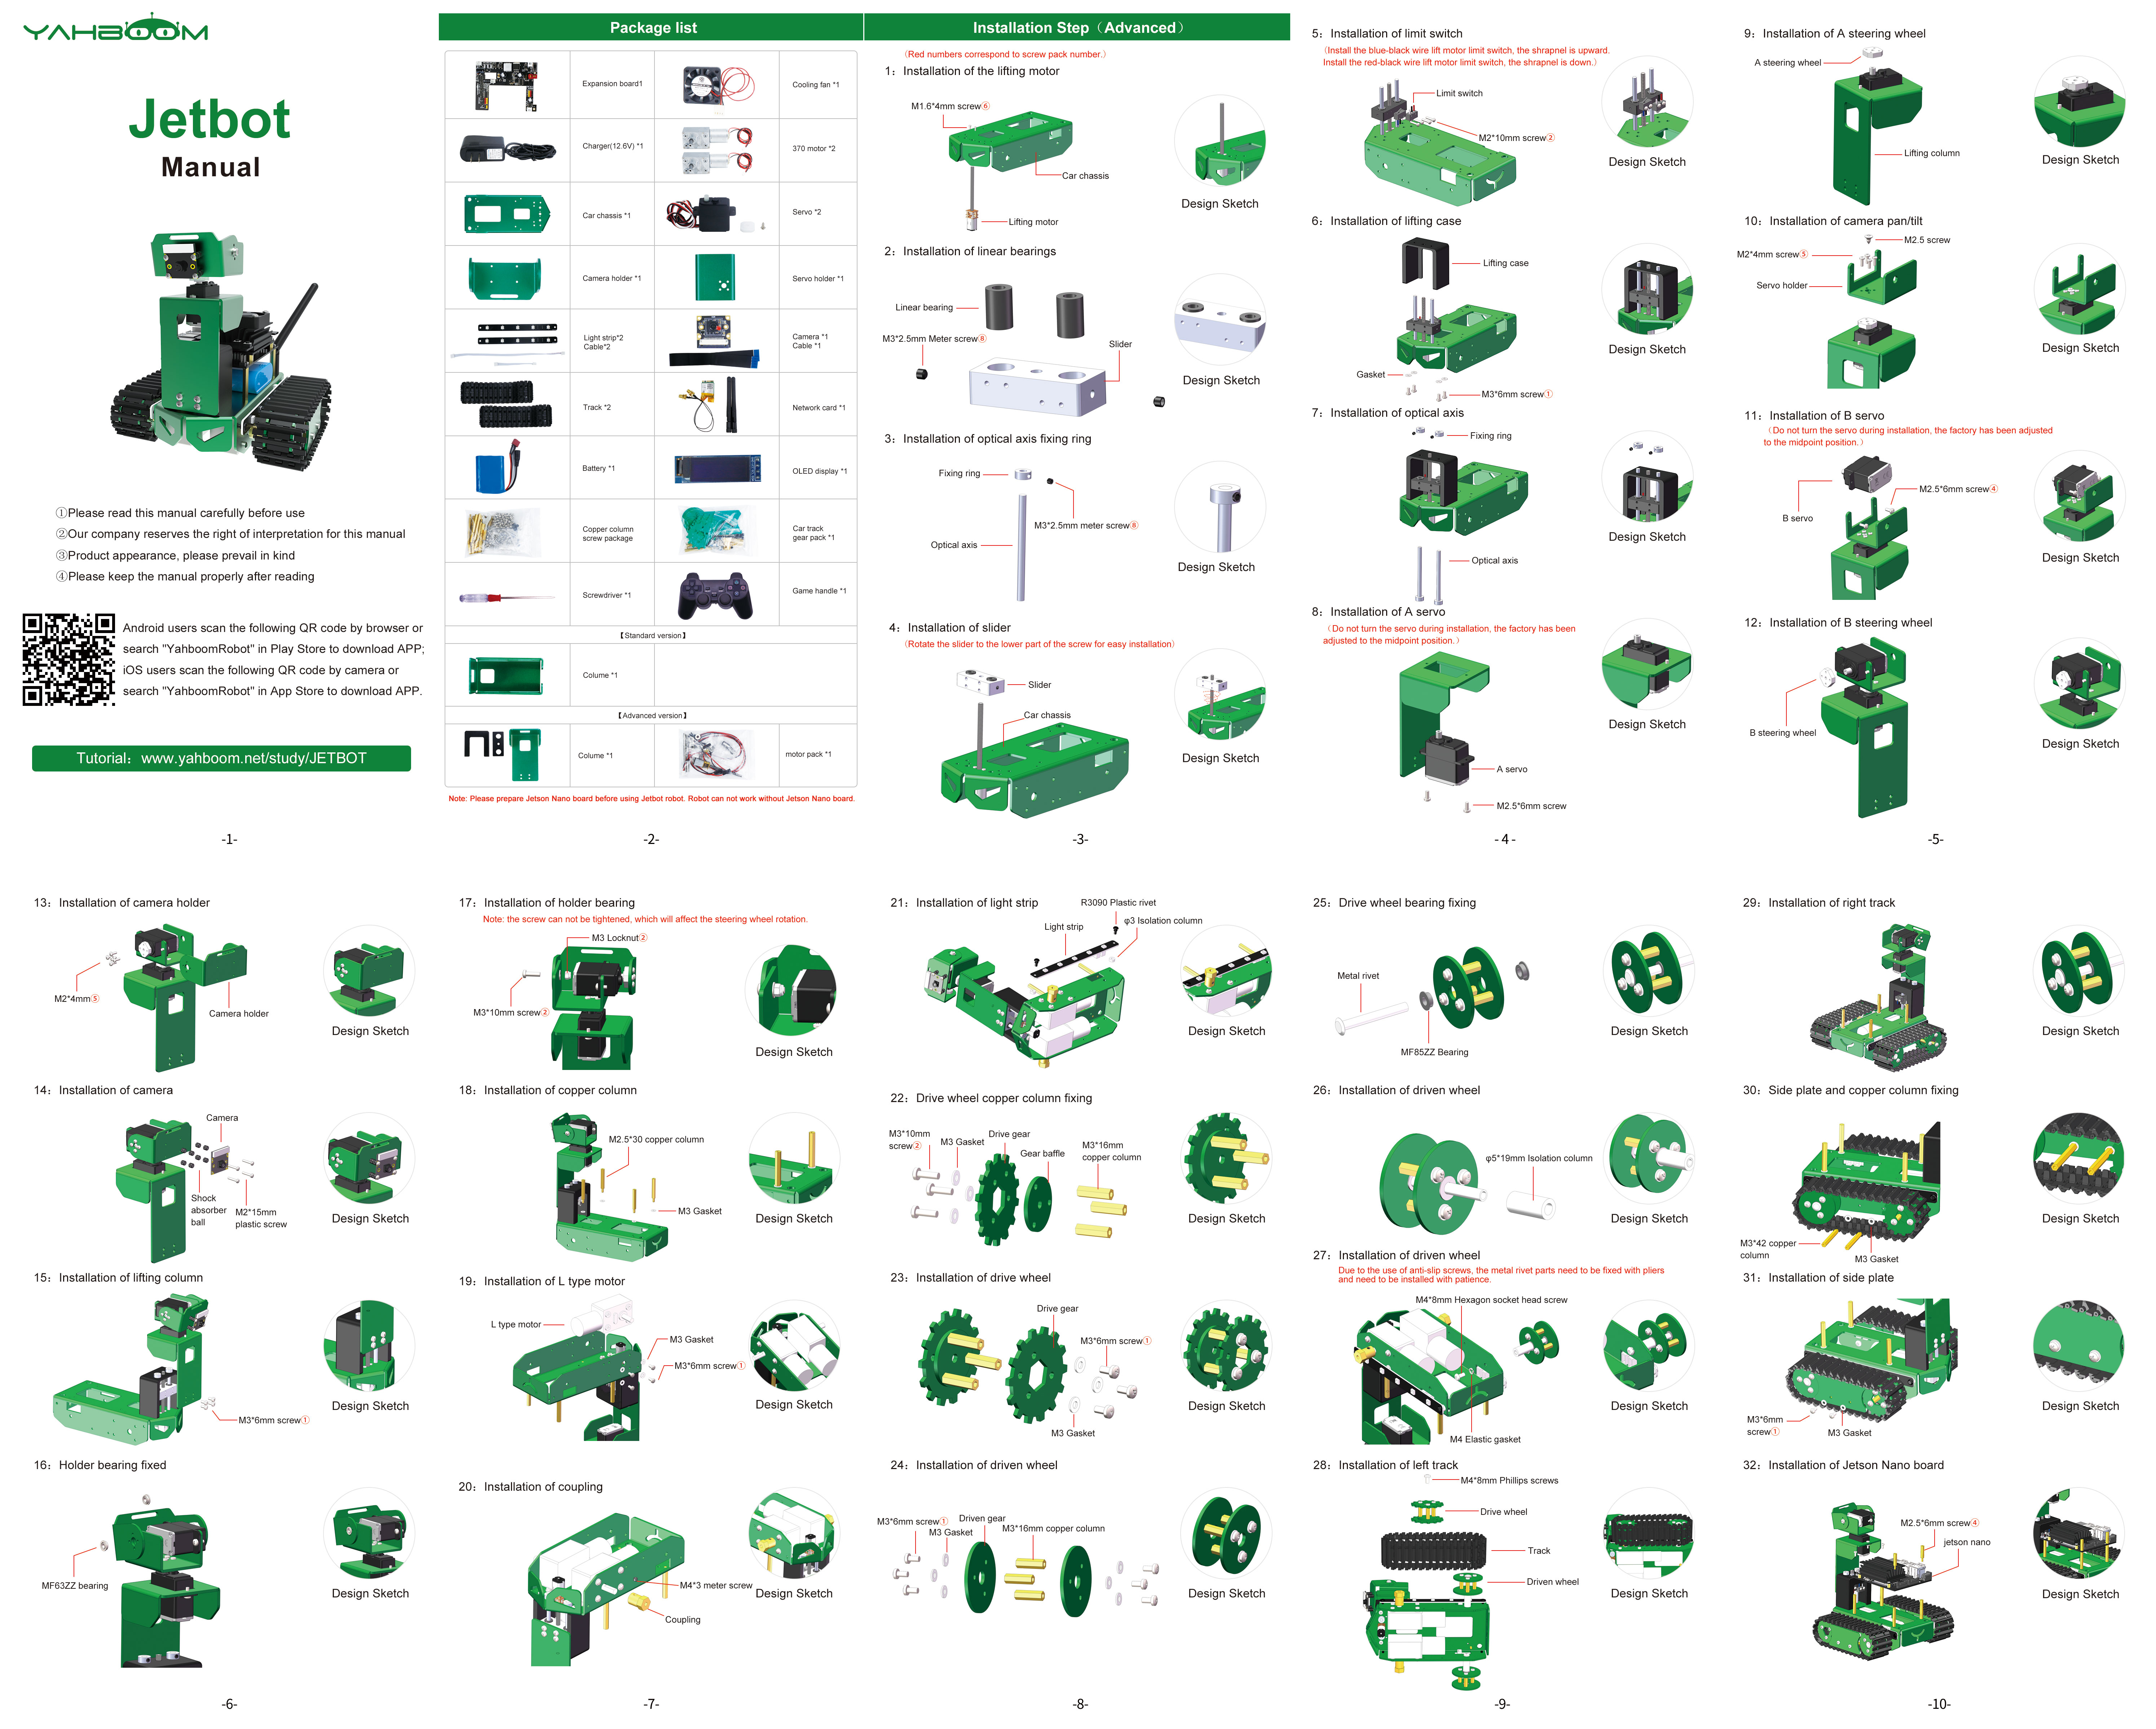 YAHBOOM
Jetbot
Manual
①Please read this manual carefully before use
②Our company reserves the right of interpretation for this manual
③Product appearance, please prevail in kind
④Please keep the manual properly after reading
Android users scan the following QR code by browser or
search "YahboomRobot" in Play Store to download APP;
iOS users scan the following QR code by camera or
search "YahboomRobot" in App Store to download APP.
Tutorial：www.yahboom.net/study/JETBOT
-1-
Package list
Expansion board1
Cooling fan *1
Charger(12.6V) *1
370 motor *2
Car chassis *1
Servo *2
Camera holder *1
Servo holder *1
Light strip*2
Cable*2
Camera *1
Cable *1
Track *2
Network card *1
Battery *1
OLED display *1
Copper column
screw package
Car track
gear pack *1
Screwdriver *1
Game handle *1
【Standard version】
Colume *1
【Advanced version】
Colume *1
motor pack *1
Note: Please prepare Jetson Nano board before using Jetbot robot. Robot can not work without Jetson Nano board.
-2-
Installation Step（Advanced）
（Red numbers correspond to screw pack number.）
1：Installation of the lifting motor
M1.6*4mm screw⑥
Car chassis
Lifting motor
Design Sketch
2：Installation of linear bearings
Linear bearing
M3*2.5mm Meter screw⑧
Slider
Design Sketch
3：Installation of optical axis fixing ring
Fixing ring
M3*2.5mm meter screw⑧
Optical axis
Design Sketch
4：Installation of slider
（Rotate the slider to the lower part of the screw for easy installation）
Slider
Car chassis
Design Sketch
-3-
5：Installation of limit switch
（Install the blue-black wire lift motor limit switch, the shrapnel is upward.
Install the red-black wire lift motor limit switch, the shrapnel is down.）
Limit switch
M2*10mm screw②
Design Sketch
6：Installation of lifting case
Lifting case
Gasket
M3*6mm screw①
Design Sketch
7：Installation of optical axis
Fixing ring
Optical axis
Design Sketch
8：Installation of A servo
（Do not turn the servo during installation, the factory has been
adjusted to the midpoint position.）
A servo
M2.5*6mm screw
Design Sketch
- 4 -
9：Installation of A steering wheel
A steering wheel
Lifting column
Design Sketch
10：Installation of camera pan/tilt
M2.5 screw
M2*4mm screw⑤
Servo holder
Design Sketch
11：Installation of B servo
（Do not turn the servo during installation, the factory has been adjusted
to the midpoint position.）
M2.5*6mm screw④
B servo
Design Sketch
12：Installation of B steering wheel
B steering wheel
Design Sketch
-5-
13：Installation of camera holder
M2*4mm⑤
Camera holder
Design Sketch
14：Installation of camera
Camera
Shock
absorber
ball
M2*15mm
plastic screw
Design Sketch
15：Installation of lifting column
M3*6mm screw①
Design Sketch
16：Holder bearing fixed
MF63ZZ bearing
Design Sketch
-6-
17：Installation of holder bearing
Note: the screw can not be tightened, which will affect the steering wheel rotation.
M3 Locknut②
M3*10mm screw②
Design Sketch
18：Installation of copper column
M2.5*30 copper column
M3 Gasket
Design Sketch
19：Installation of L type motor
L type motor
M3 Gasket
M3*6mm screw①
Design Sketch
20：Installation of coupling
M4*3 meter screw
Coupling
Design Sketch
-7-
21：Installation of light strip
R3090 Plastic rivet
φ3 Isolation column
Light strip
Design Sketch
22：Drive wheel copper column fixing
M3*10mm
screw②
M3 Gasket
Drive gear
Gear baffle
M3*16mm
copper column
Design Sketch
23：Installation of drive wheel
Drive gear
M3*6mm screw①
M3 Gasket
Design Sketch
24：Installation of driven wheel
M3*6mm screw①
M3 Gasket
Driven gear
M3*16mm copper column
Design Sketch
-8-
25：Drive wheel bearing fixing
Metal rivet
MF85ZZ Bearing
Design Sketch
26：Installation of driven wheel
φ5*19mm Isolation column
Design Sketch
27：Installation of driven wheel
Due to the use of anti-slip screws, the metal rivet parts need to be fixed with pliers
and need to be installed with patience.
M4*8mm Hexagon socket head screw
M4 Elastic gasket
Design Sketch
28：Installation of left track
M4*8mm Phillips screws
Drive wheel
Track
Driven wheel
Design Sketch
-9-
29：Installation of right track
Design Sketch
30：Side plate and copper column fixing
M3*42 copper
column
M3 Gasket
Design Sketch
31：Installation of side plate
M3*6mm
screw①
M3 Gasket
Design Sketch
32：Installation of Jetson Nano board
M2.5*6mm screw④
jetson nano
Design Sketch
-10-